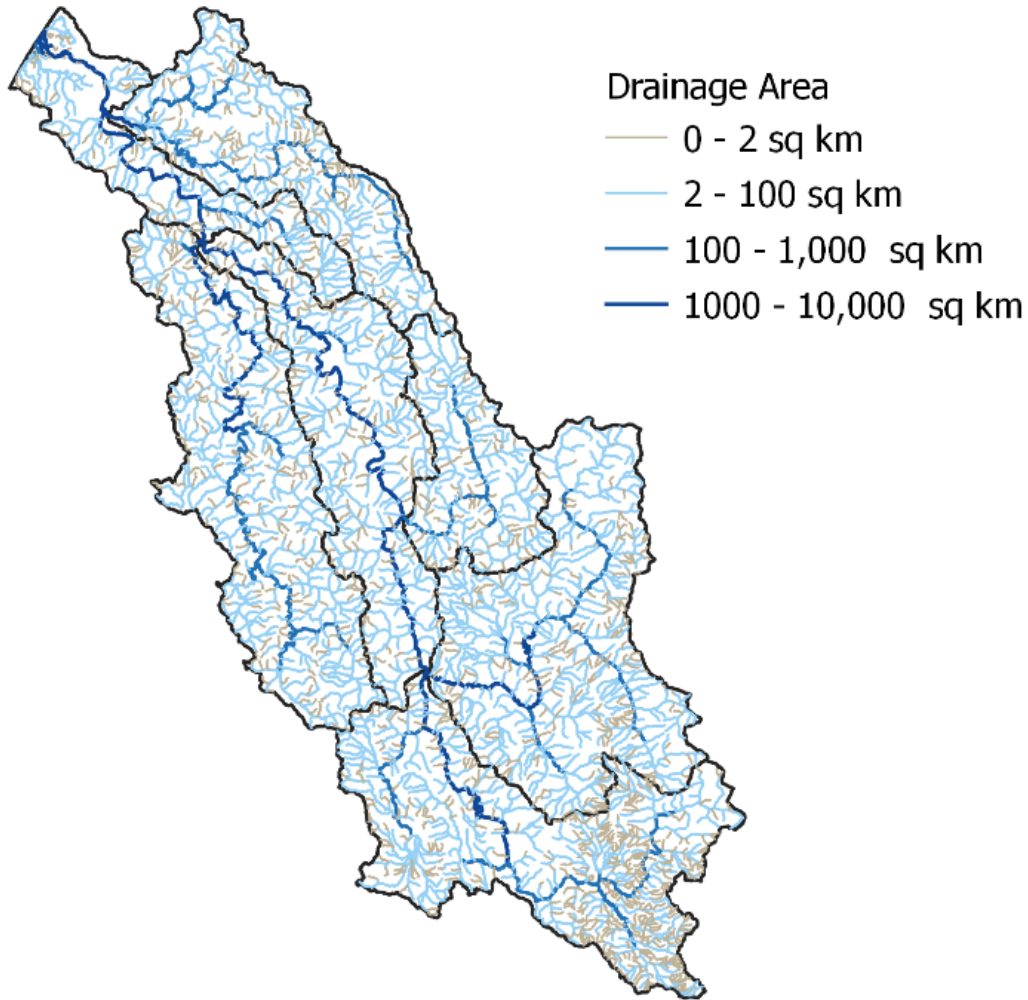 Drainage Area
0 - 2 sq km
2 - 100 sq km
100 - 1,000  sq km
1000 - 10,000  sq km